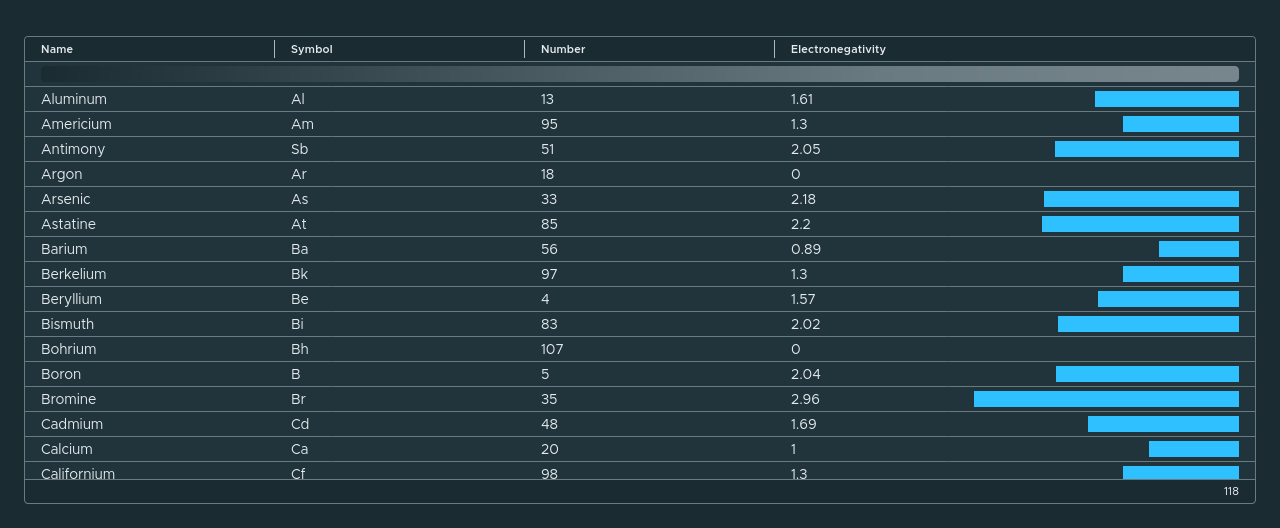 Name Symbol Number Electronegativity
Aluminum Al 13 1.61
Americium Am 95 1.3
Antimony Sb 51 2.05
Argon Ar 18 0
Arsenic As 33 2.18
Astatine At 85 2.2
Barium Ba 56 0.89
Berkelium Bk 97 1.3
Beryllium Be 4 1.57
Bismuth Bi 83 2.02
Bohrium Bh 107 0
Boron B 5 2.04
Bromine Br 35 2.96
Cadmium Cd 48 1.69
Calcium Ca 20 1
Californium Cf 98 1.3
118